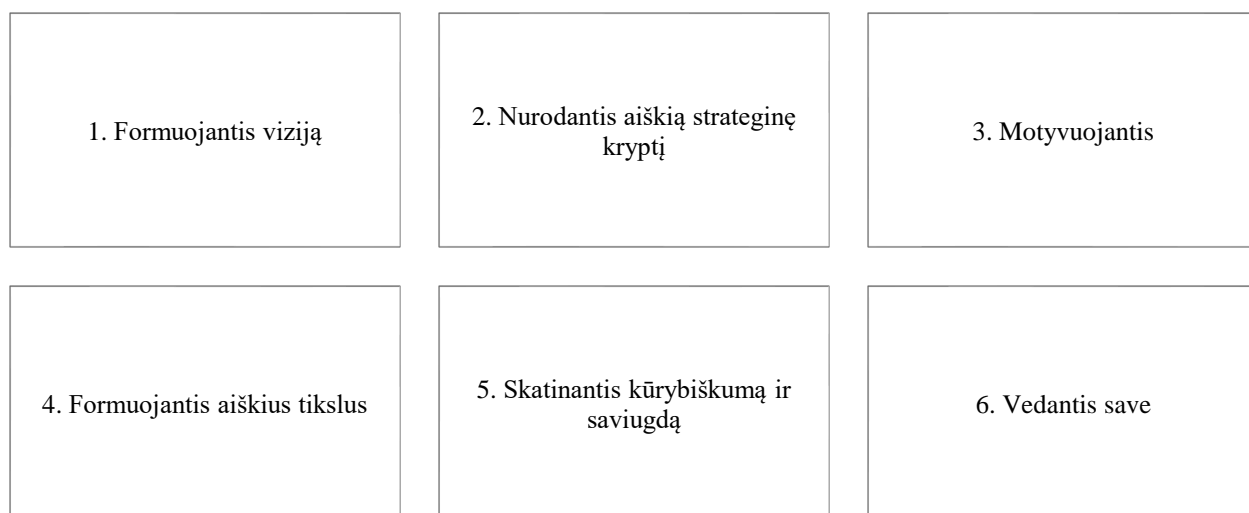 1. Formuojantis viziją
2. Nurodantis aiškią strateginę
kryptį
3. Motyvuojantis
4. Formuojantis aiškius tikslus
5. Skatinantis kūrybiškumą ir
saviugdą
6. Vedantis save